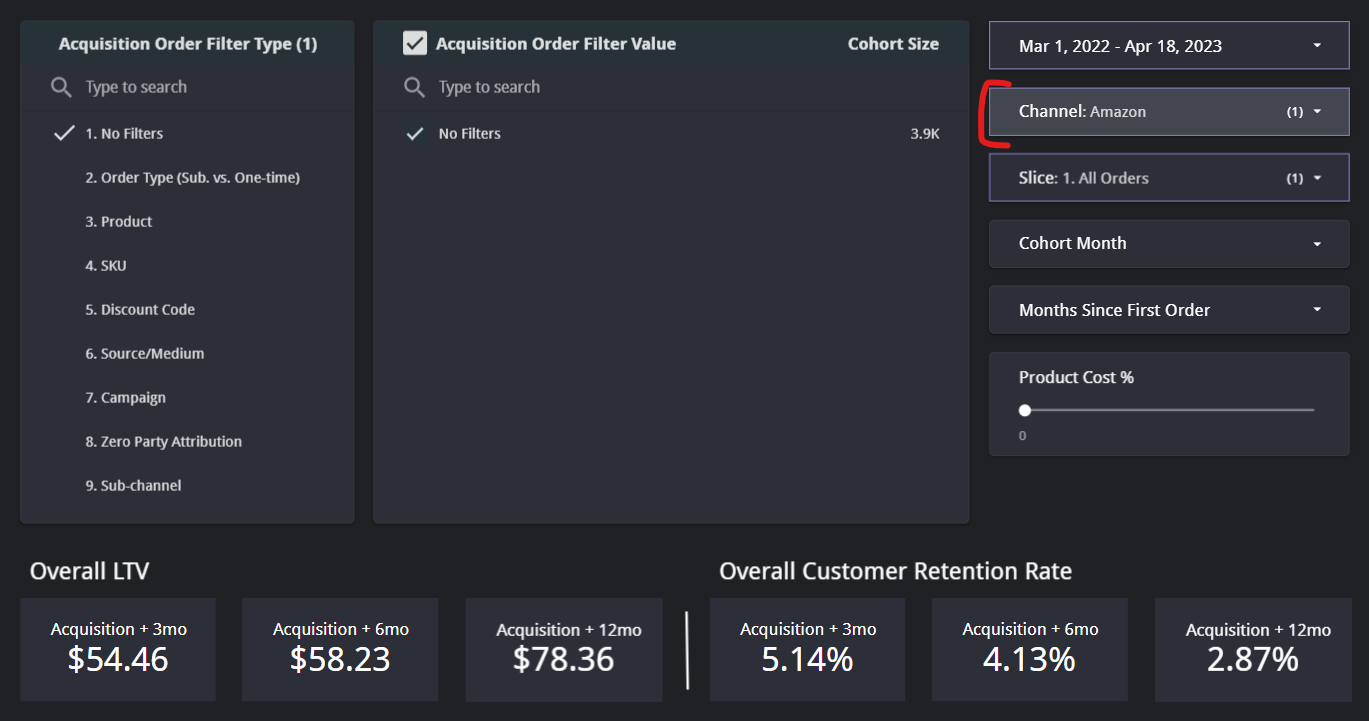 Acquisition Order Filter Type (1)
Type to search
1. No Filters
2. Order Type (Sub. vs. One-time)
3. Product
4. SKU
5. Discount Code
6. Source/Medium
7. Campaign
8. Zero Party Attribution
9. Sub-channel
Acquisition Order Filter Value Cohort Size
Type to search
No Filters 3.9K
Mar 1, 2022 - Apr 18, 2023
Channel: Amazon (1)
Slice: 1. All Orders (1)
Cohort Month
Months Since First Order
Product Cost %
0
Overall LTV
Acquisition + 3mo
$54.46
Acquisition + 6mo
$58.23
Acquisition + 12mo
$78.36
Overall Customer Retention Rate
Acquisition + 3mo
5.14%
Acquisition + 6mo
4.13%
Acquisition + 12mo
2.87%